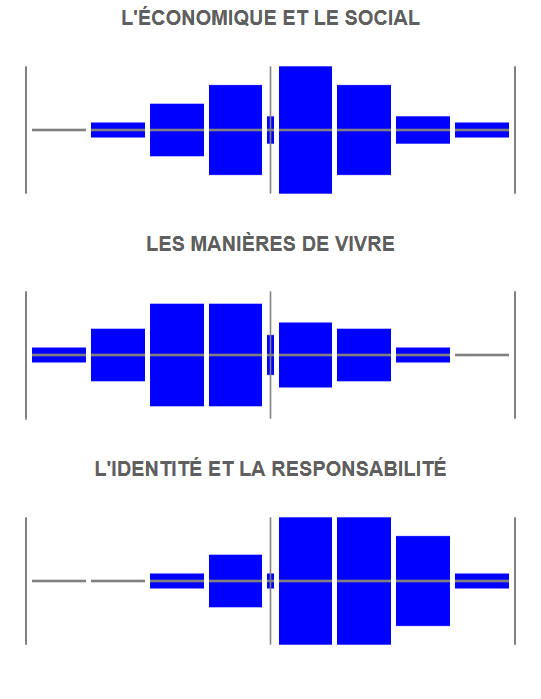 L'ÉCONOMIQUE ET LE SOCIAL
LES MANIÈRES DE VIVRE
L'IDENTITÉ ET LA RESPONSABILITÉ